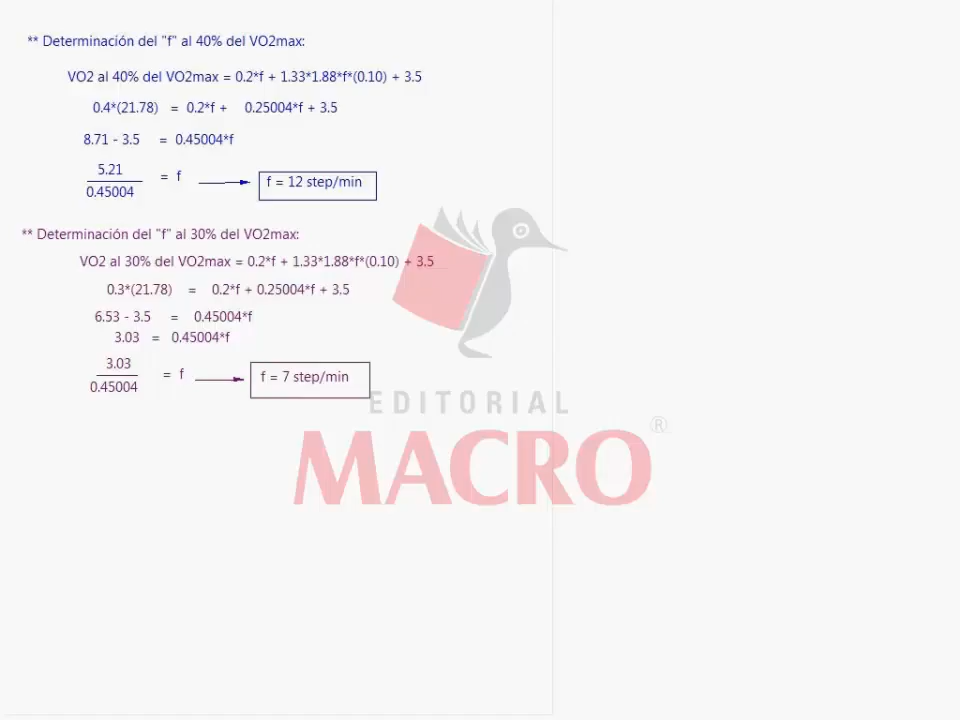 ** Determinación del "f" al 40% del VO2max:
VO2 al 40% del VO2max = 0.2*f + 1.33*1.88*f*(0.10) + 3.5
0.4*(21.78) = 0.2*f + 0.25004*f + 3.5
8.71 - 3.5 = 0.45004*f
5.21
0.45004
= f
f = 12 step/min
** Determinación del "f" al 30% del VO2max:
VO2 al 30% del VO2max = 0.2*f + 1.33*1.88*f*(0.10) + 3.5
0.3*(21.78) = 0.2*f + 0.25004*f + 3.5
6.53 - 3.5 = 0.45004*f
3.03 = 0.45004*f
3.03
0.45004
= f
f = 7 step/min
EDITORIAL
MACRO®